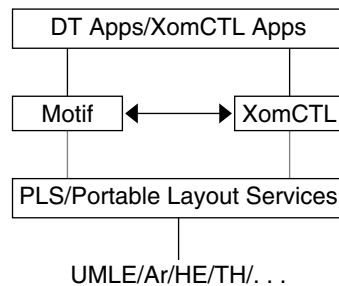 DT Apps/XomCTL Apps
Motif
XomCTL
PLS/Portable Layout Services
UMLE/Ar/HE/TH/. . .